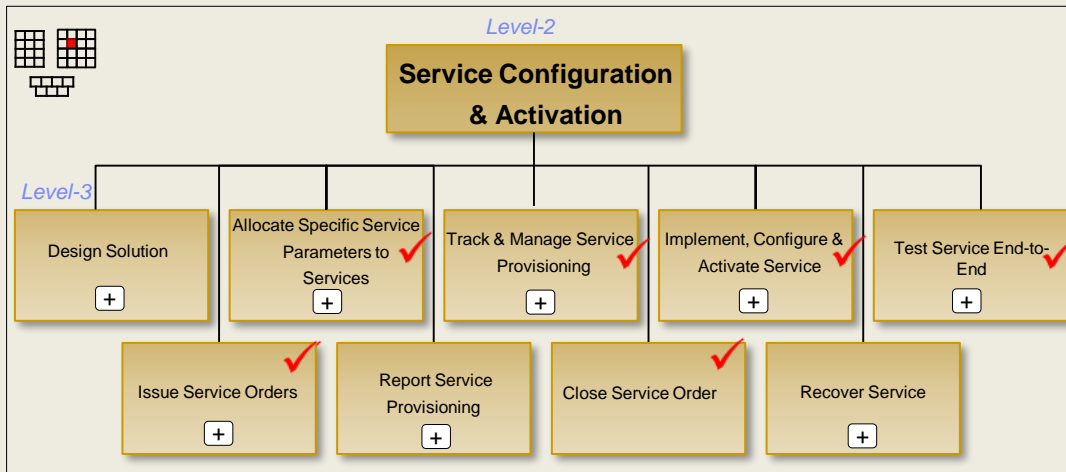 Level-2
Service Configuration
& Activation
Level-3
Design Solution
+
Allocate Specific Service
Parameters to
Services
+
Track & Manage Service
Provisioning
+
Implement, Configure &
Activate Service
+
Test Service End-to-
End
+
Issue Service Orders
+
Report Service
Provisioning
+
Close Service Order
Recover Service
+